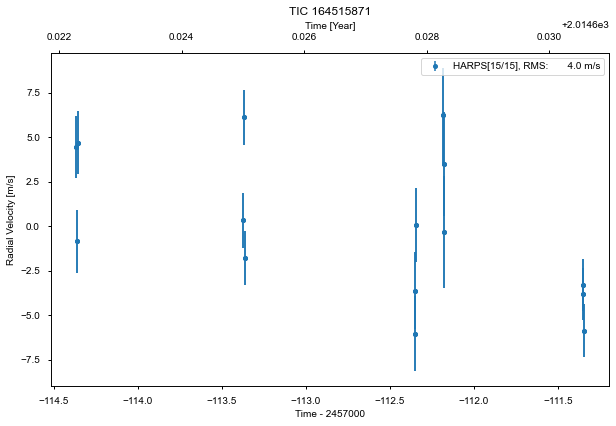 TIC 164515871
Time [Year]
+2.0146e3
0.022 0.024 0.026 0.028 0.030
HARPS[15/15], RMS: 4.0 m/s
7.5
5.0
2.5
0.0
−2.5
−5.0
−7.5
Radial Velocity [m/s]
−114.5 −114.0 −113.5 −113.0 −112.5 −112.0 −111.5
Time - 2457000